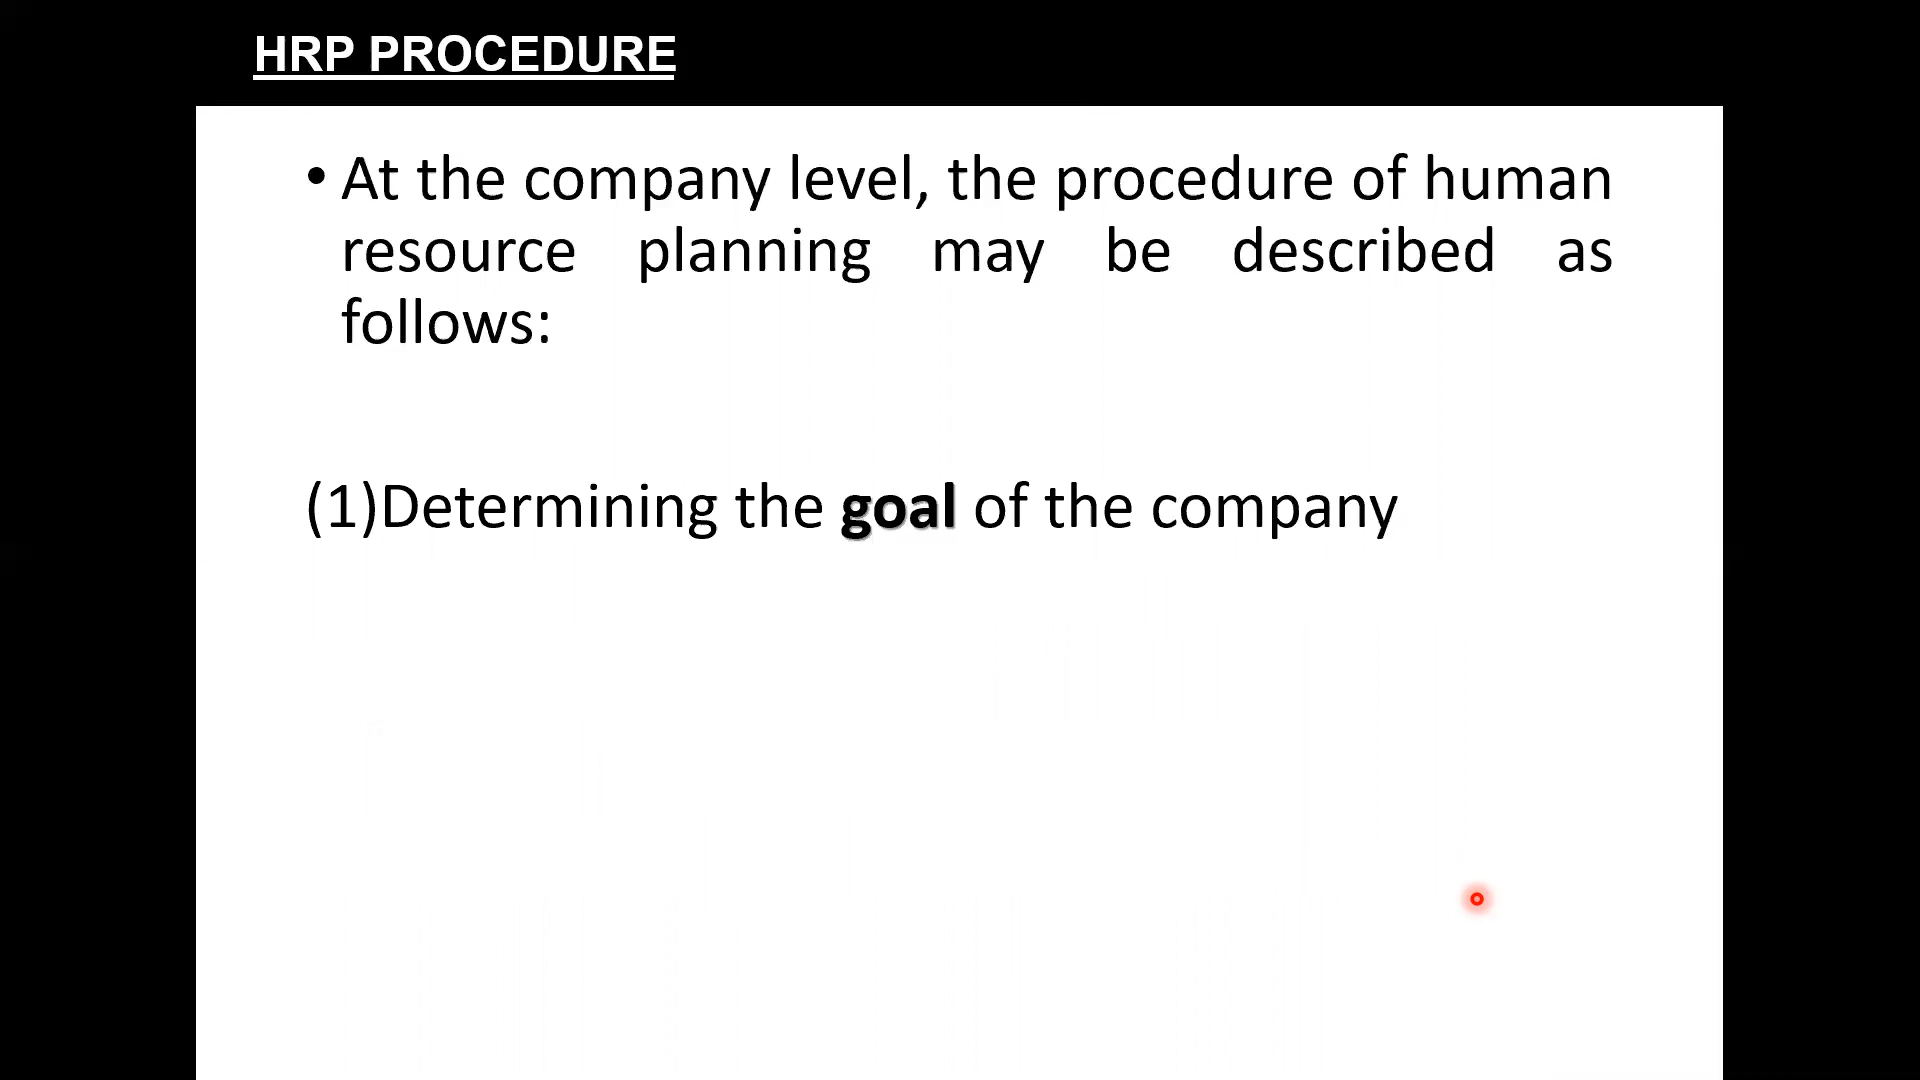 HRP PROCEDURE
• At the company level, the procedure of human
resource planning may be described as
follows:
(1)Determining the goal of the company